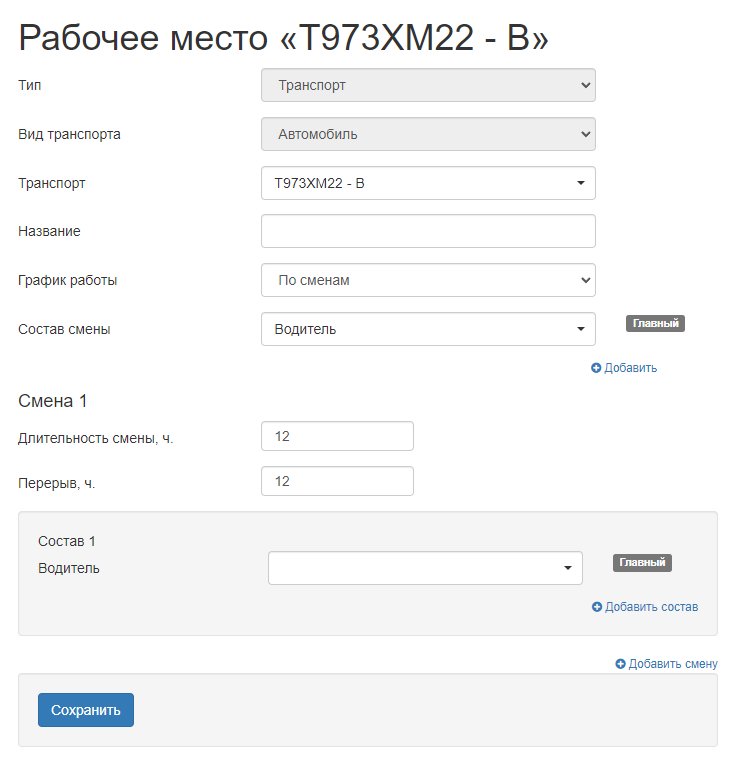 Рабочее место «Т973ХМ22 - В»
Тип Транспорт
Вид транспорта Автомобиль
Транспорт Т973ХМ22 - В
Название
График работы По сменам
Состав смены Водитель Главный
Добавить
Смена 1
Длительность смены, ч. 12
Перерыв, ч. 12
Состав 1
Водитель Главный
Добавить состав
Добавить смену
Сохранить